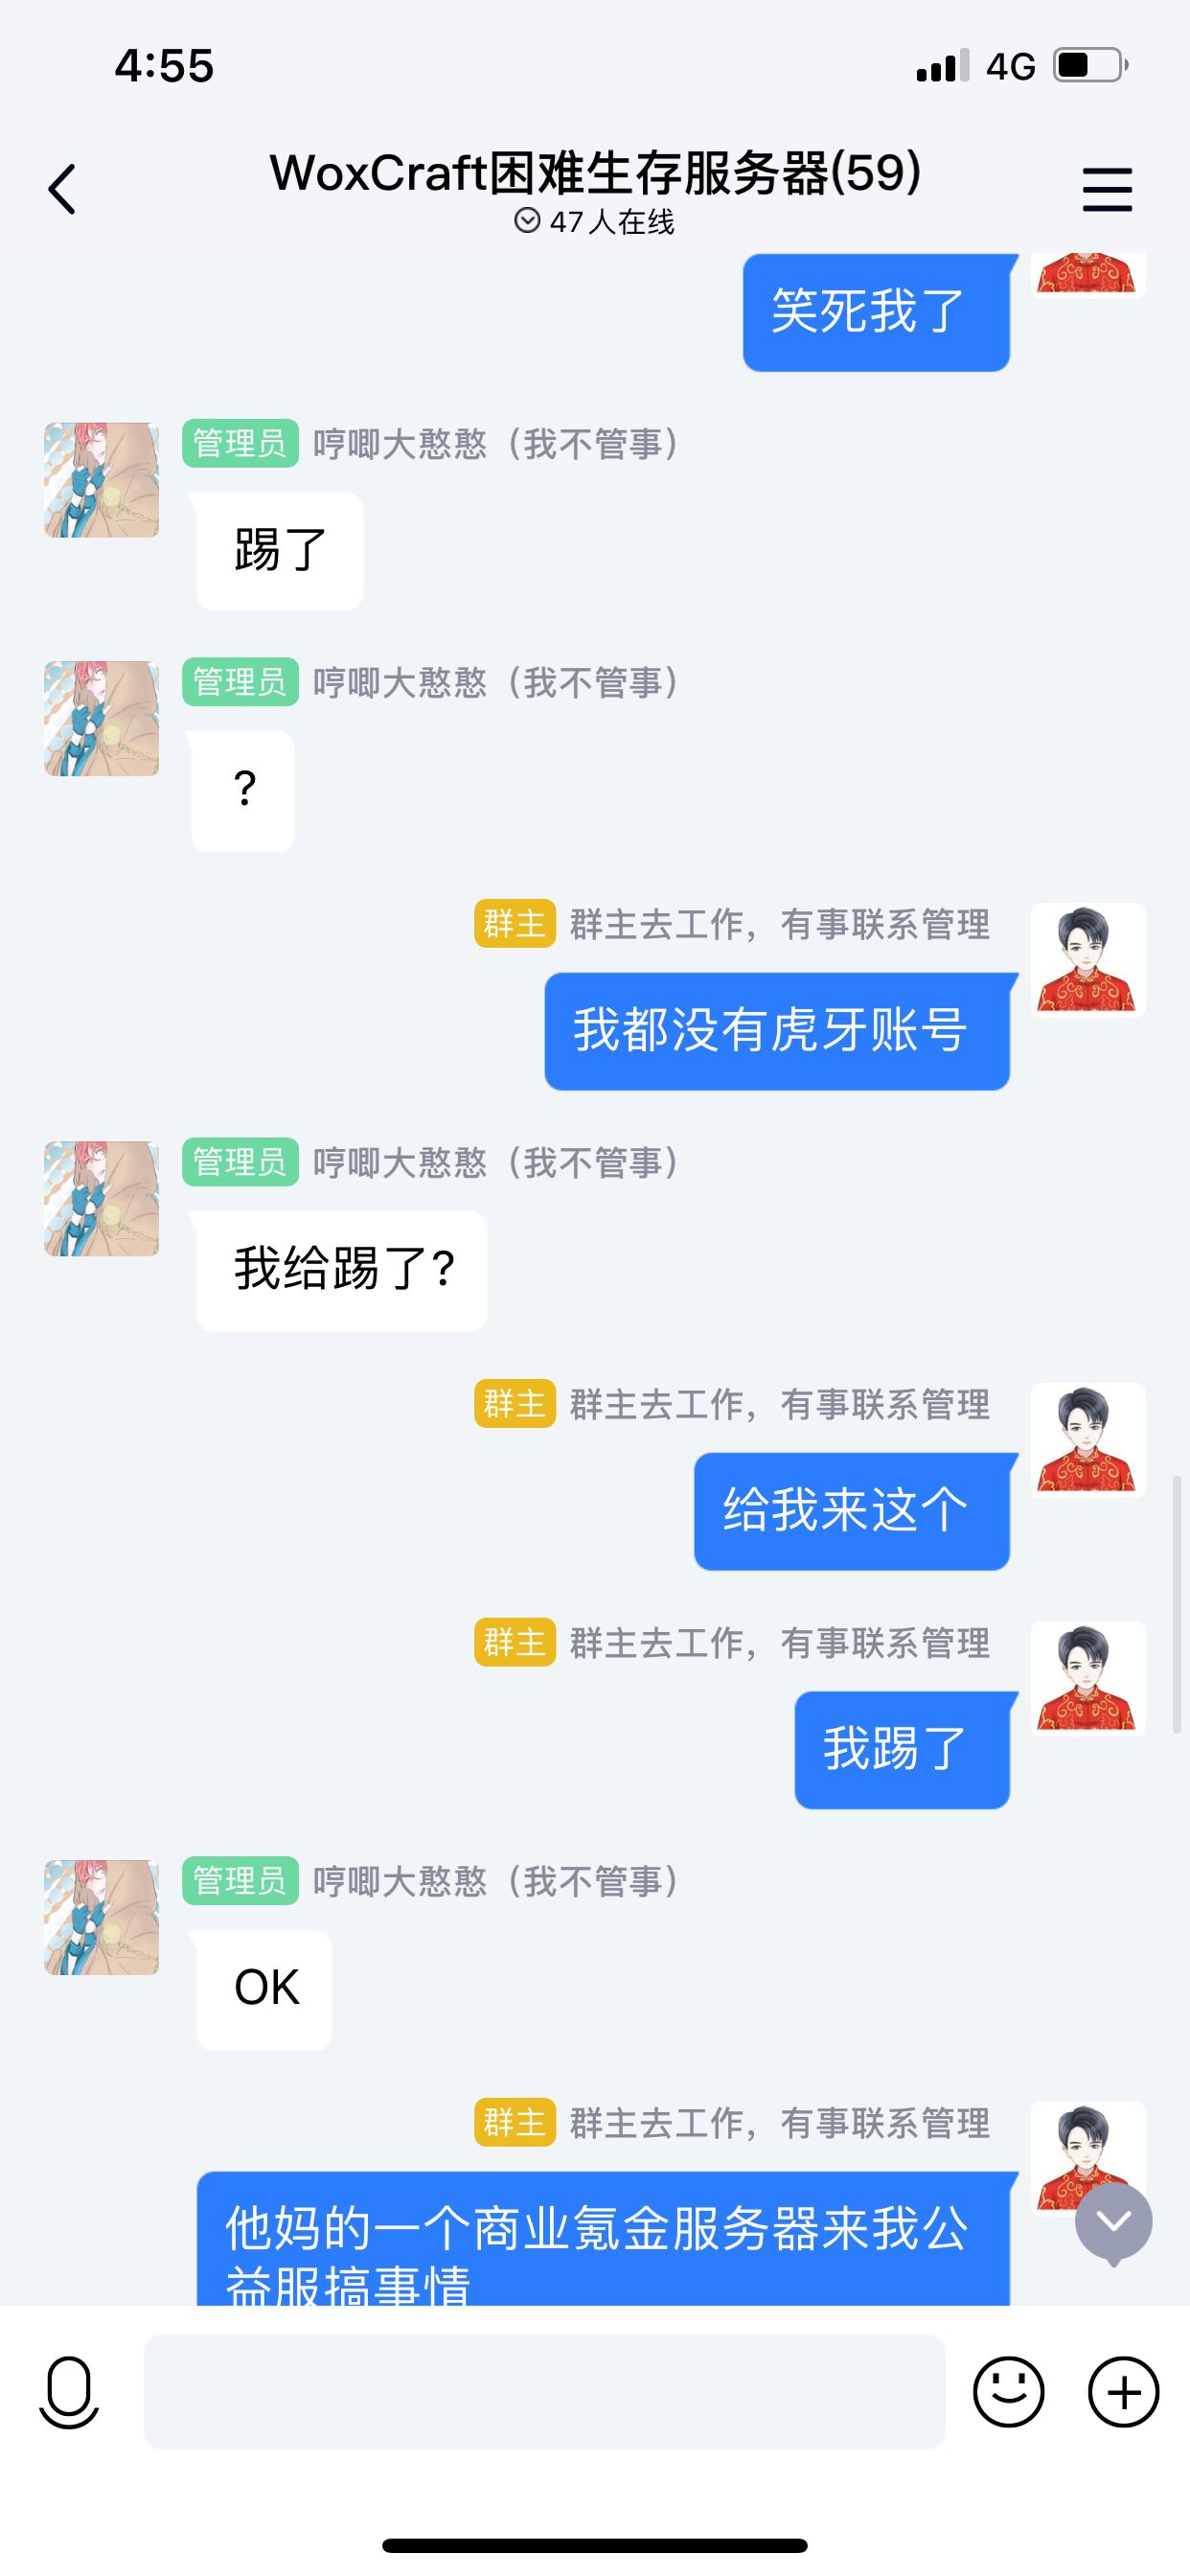 4:55
4G
WoxCraft困难生存服务器(59)
47人在线
笑死我了
管理员 哼唧大憨憨（我不管事）
踢了
管理员 哼唧大憨憨（我不管事）
?
群主 群主去工作，有事联系管理
我都没有虎牙账号
管理员 哼唧大憨憨（我不管事）
我给踢了?
群主 群主去工作，有事联系管理
给我来这个
群主 群主去工作，有事联系管理
我踢了
管理员 哼唧大憨憨（我不管事）
OK
群主 群主去工作，有事联系管理
他妈的一个商业氪金服务器来我公
益服搞事情